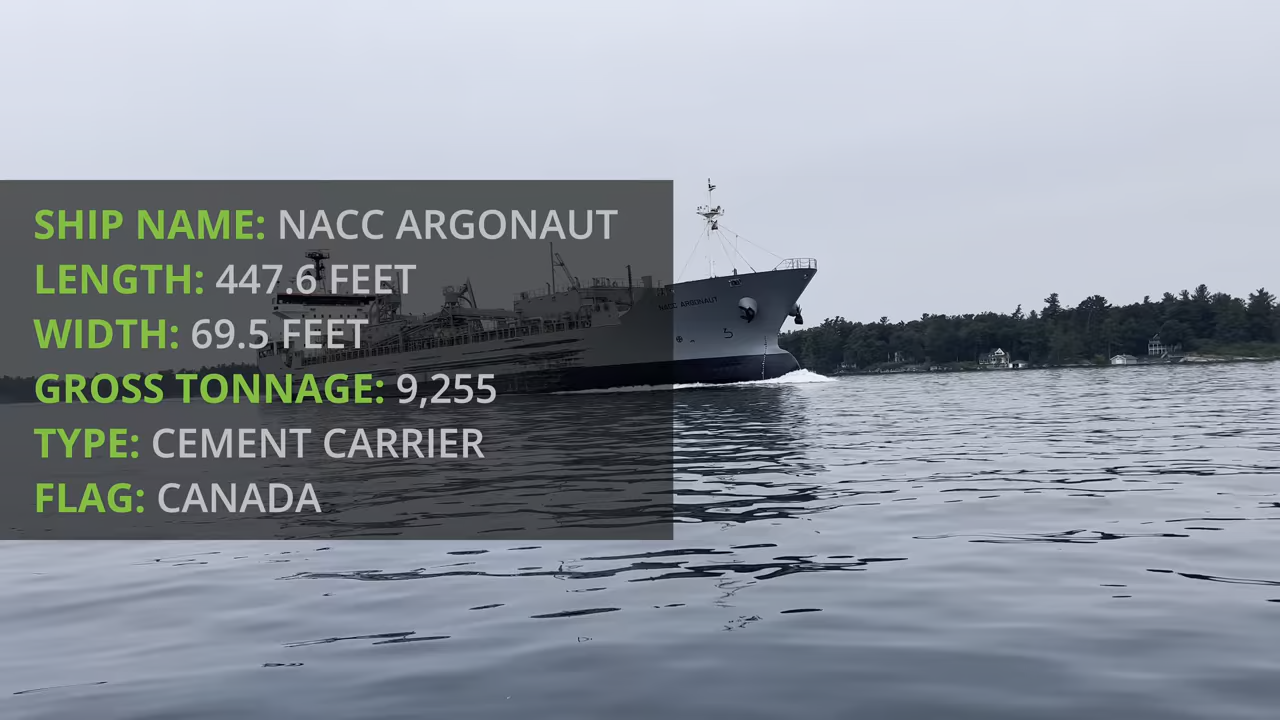 SHIP NAME: NACC ARGONAUT
LENGTH: 447.6 FEET
WIDTH: 69.5 FEET
GROSS TONNAGE: 9,255
TYPE: CEMENT CARRIER
FLAG: CANADA
NACC ARGONAUT